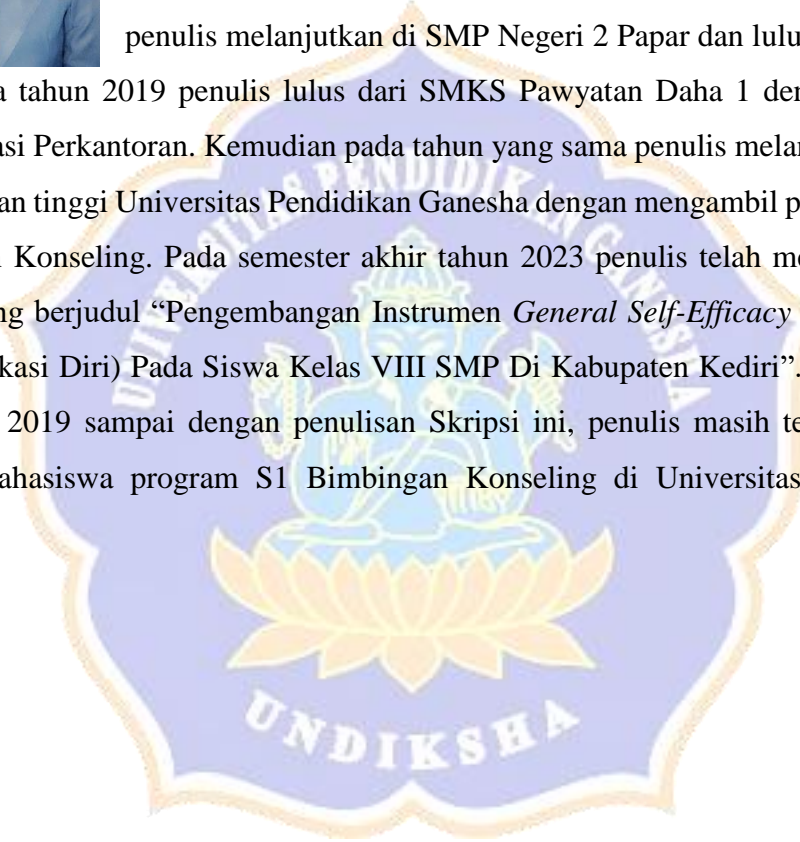 penulis melanjutkan di SMP Negeri 2 Papar dan lulu
a tahun 2019 penulis lulus dari SMKS Pawyatan Daha 1 den
asi Perkantoran. Kemudian pada tahun yang sama penulis melan
an tinggi Universitas Pendidikan Ganesha dengan mengambil p
Konseling. Pada semester akhir tahun 2023 penulis telah me
ng berjudul “Pengembangan Instrumen General Self-Efficacy
kasi Diri) Pada Siswa Kelas VIII SMP Di Kabupaten Kediri”.
2019 sampai dengan penulisan Skripsi ini, penulis masih te
ahasiswa program S1 Bimbingan Konseling di Universitas
UNIVERSITAS PENDIDIKAN GANESHA
UNDIKSHA